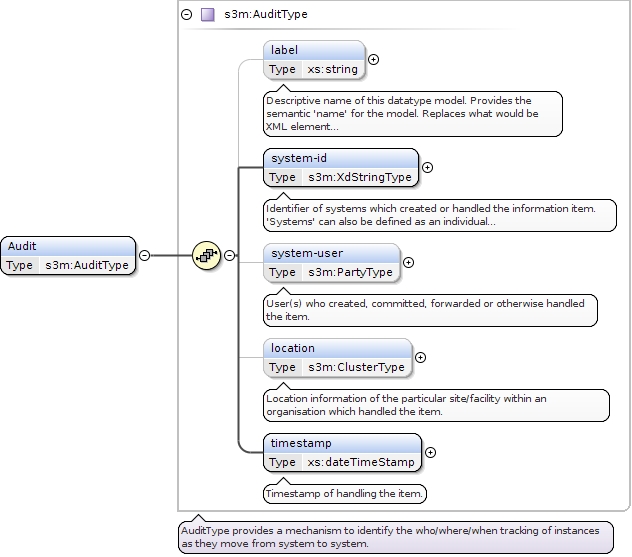 s3m:AuditType
label
Type xs:string
Descriptive name of this datatype model. Provides the
semantic 'name' for the model. Replaces what would be
XML element...
system-id
Type s3m:XdStringType
Identifier of systems which created or handled the information item.
'Systems' can also be defined as an individual...
Audit
Type s3m:AuditType
system-user
Type s3m:PartyType
User(s) who created, committed, forwarded or otherwise handled
the item.
location
Type s3m:ClusterType
Location information of the particular site/facility within an
organisation which handled the item.
timestamp
Type xs:dateTimeStamp
Timestamp of handling the item.
AuditType provides a mechanism to identify the who/where/when tracking of instances
as they move from system to system.